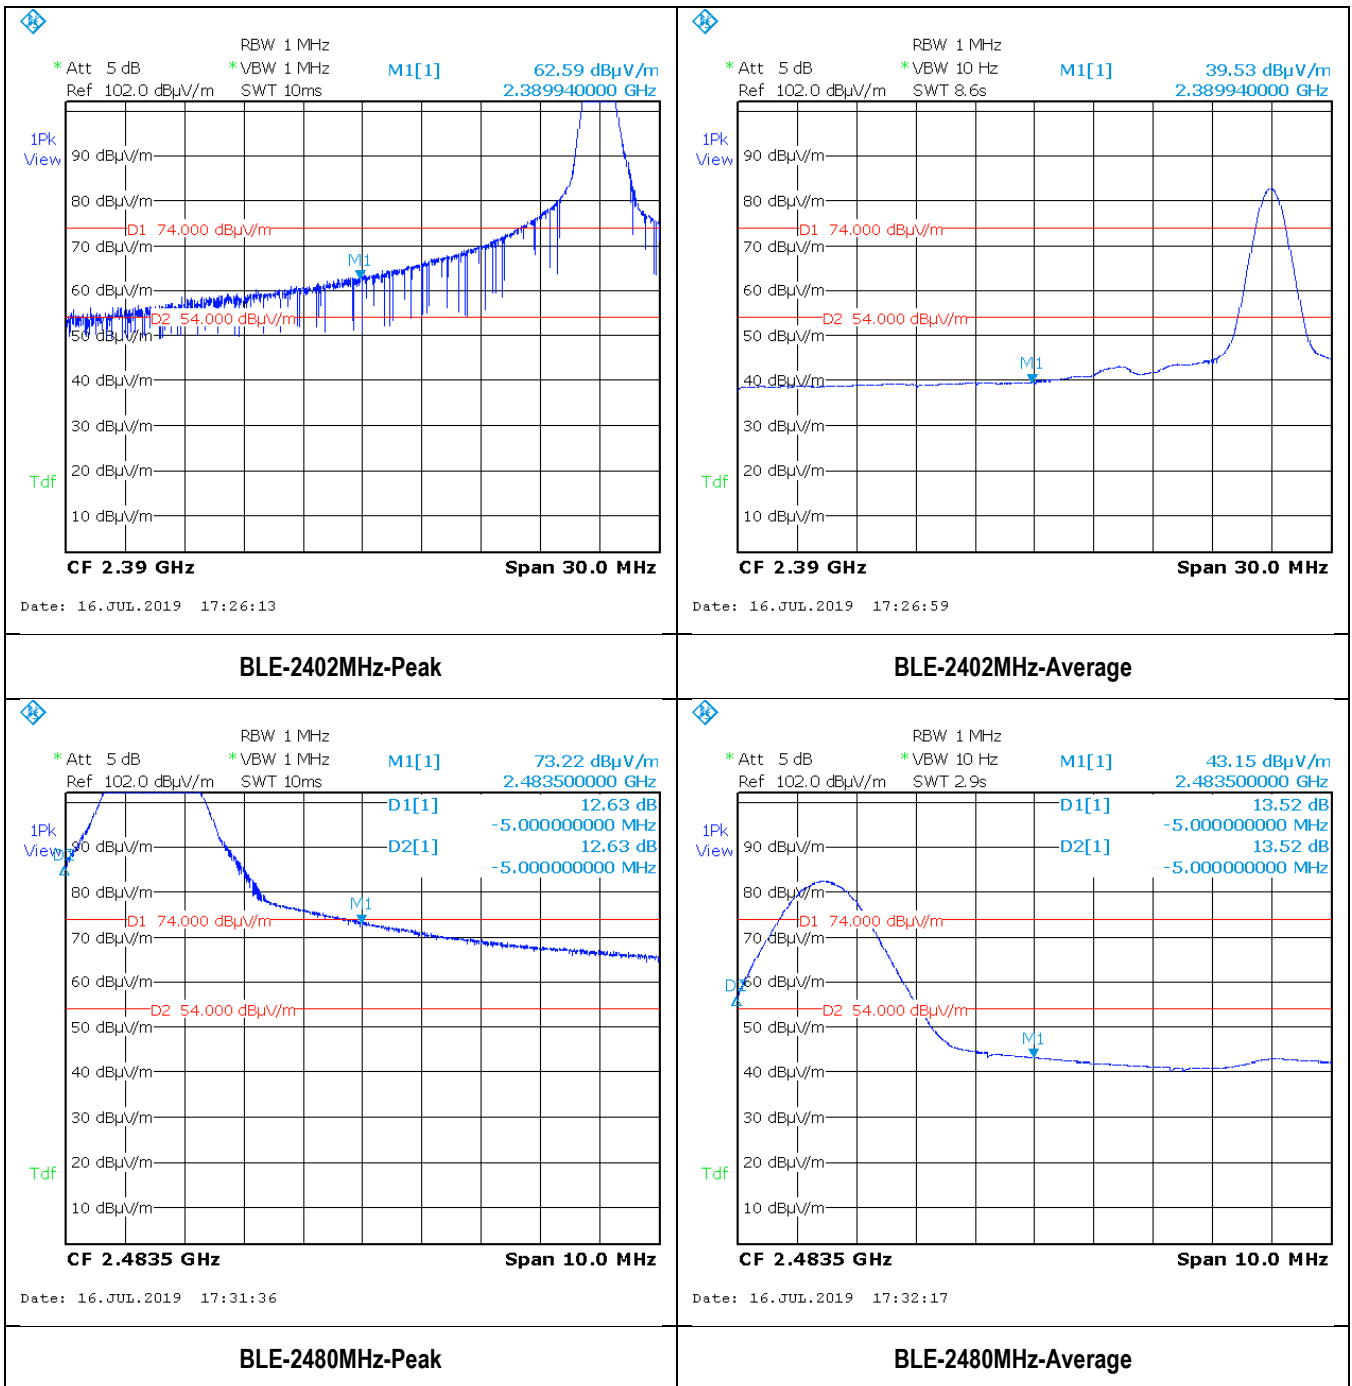 RBW 1 MHz
* Att 5 dB * VBW 1 MHz M1[1] 62.59 dBµV/m
Ref 102.0 dBµV/m SWT 10ms 2.389940000 GHz
1Pk
View
90 dBµV/m
80 dBµV/m
D1 74.000 dBµV/m
70 dBµV/m
M1
60 dBµV/m
D2 54.000 dBµV/m
50 dBµV/m
40 dBµV/m
30 dBµV/m
20 dBµV/m
Tdf
10 dBµV/m
CF 2.39 GHz Span 30.0 MHz
Date: 16.JUL.2019 17:26:13
BLE-2402MHz-Peak
RBW 1 MHz
* Att 5 dB * VBW 10 Hz M1[1] 39.53 dBµV/m
Ref 102.0 dBµV/m SWT 8.6s 2.389940000 GHz
1Pk
View
90 dBµV/m
80 dBµV/m
D1 74.000 dBµV/m
70 dBµV/m
60 dBµV/m
D2 54.000 dBµV/m
50 dBµV/m
M1
40 dBµV/m
30 dBµV/m
20 dBµV/m
Tdf
10 dBµV/m
CF 2.39 GHz Span 30.0 MHz
Date: 16.JUL.2019 17:26:59
BLE-2402MHz-Average
RBW 1 MHz
* Att 5 dB * VBW 1 MHz M1[1] 73.22 dBµV/m
Ref 102.0 dBµV/m SWT 10ms 2.483500000 GHz
D1[1] 12.63 dB
-5.000000000 MHz
1Pk
View
D2[1] 12.63 dB
-5.000000000 MHz
90 dBµV/m
80 dBµV/m
M1
D1 74.000 dBµV/m
70 dBµV/m
60 dBµV/m
D2 54.000 dBµV/m
50 dBµV/m
40 dBµV/m
30 dBµV/m
20 dBµV/m
Tdf
10 dBµV/m
CF 2.4835 GHz Span 10.0 MHz
Date: 16.JUL.2019 17:31:36
BLE-2480MHz-Peak
RBW 1 MHz
* Att 5 dB * VBW 10 Hz M1[1] 43.15 dBµV/m
Ref 102.0 dBµV/m SWT 2.9s 2.483500000 GHz
D1[1] 13.52 dB
-5.000000000 MHz
1Pk
View
D2[1] 13.52 dB
-5.000000000 MHz
90 dBµV/m
80 dBµV/m
D1 74.000 dBµV/m
70 dBµV/m
60 dBµV/m
D2 54.000 dBµV/m
50 dBµV/m
M1
40 dBµV/m
30 dBµV/m
20 dBµV/m
Tdf
10 dBµV/m
CF 2.4835 GHz Span 10.0 MHz
Date: 16.JUL.2019 17:32:17
BLE-2480MHz-Average